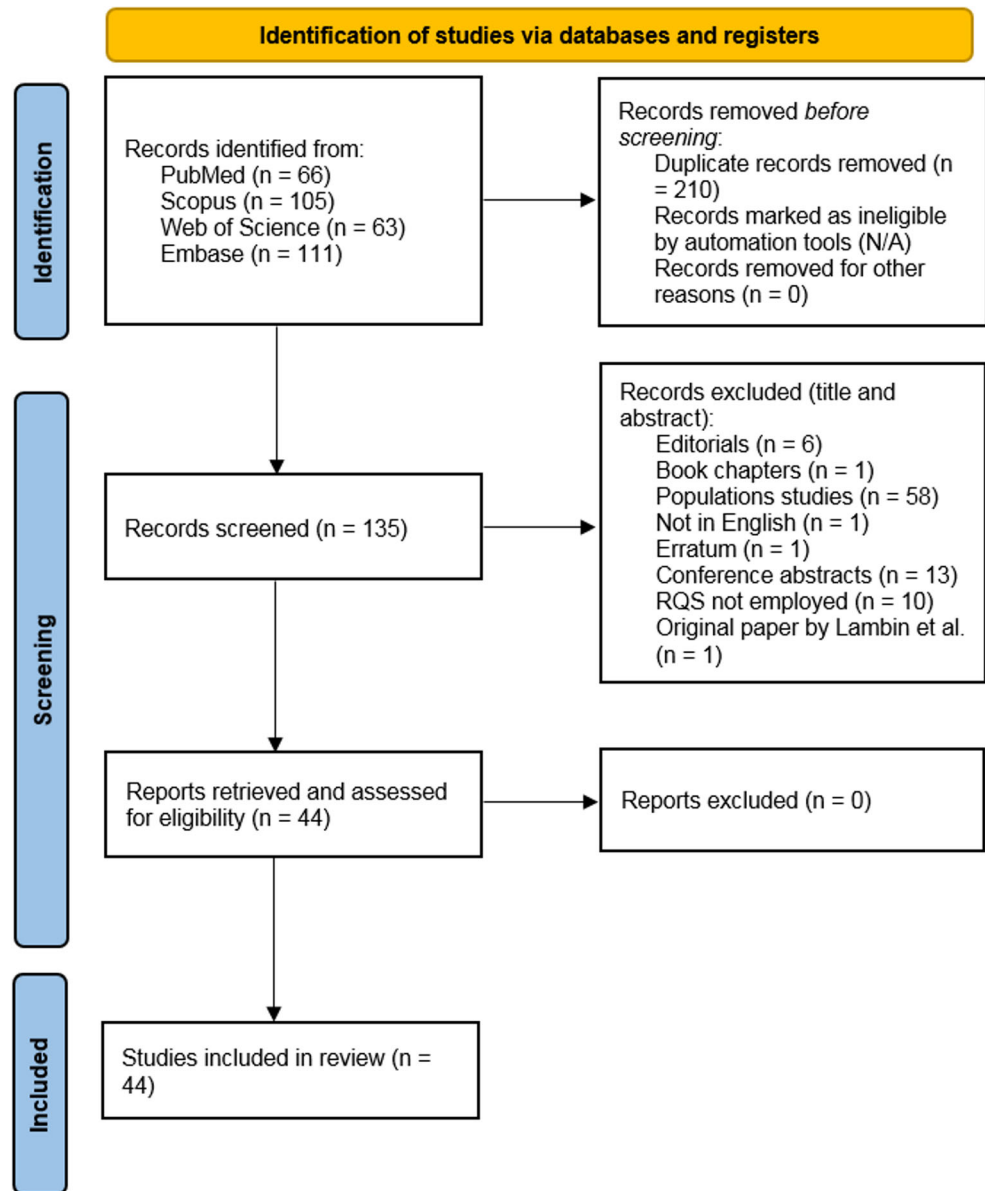 Identification of studies via databases and registers
Identification
Records identified from:
PubMed (n = 66)
Scopus (n = 105)
Web of Science (n = 63)
Embase (n = 111)
Records removed before
screening:
Duplicate records removed (n
= 210)
Records marked as ineligible
by automation tools (N/A)
Records removed for other
reasons (n = 0)
Screening
Records screened (n = 135)
Records excluded (title and
abstract):
Editorials (n = 6)
Book chapters (n = 1)
Populations studies (n = 58)
Not in English (n = 1)
Erratum (n = 1)
Conference abstracts (n = 13)
RQS not employed (n = 10)
Original paper by Lambin et al.
(n = 1)
Reports retrieved and assessed
for eligibility (n = 44)
Reports excluded (n = 0)
Included
Studies included in review (n =
44)